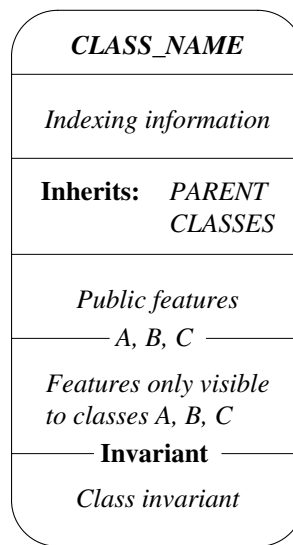 CLASS_NAME
Indexing information
Inherits: PARENT
CLASSES
Public features
A, B, C
Features only visible
to classes A, B, C
Invariant
Class invariant